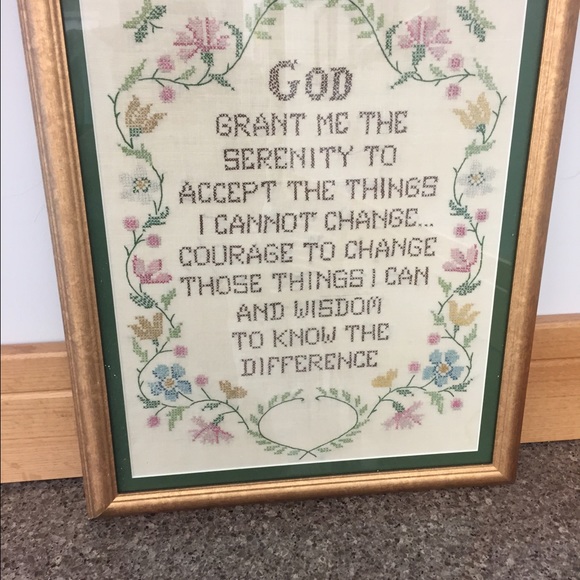 GOD
GRANT ME THE
SERENITY TO
ACCEPT THE THINGS
I CANNOT CHANGE...
COURAGE TO CHANGE
THOSE THINGS I CAN
AND WISDOM
TO KNOW THE
DIFFERENCE